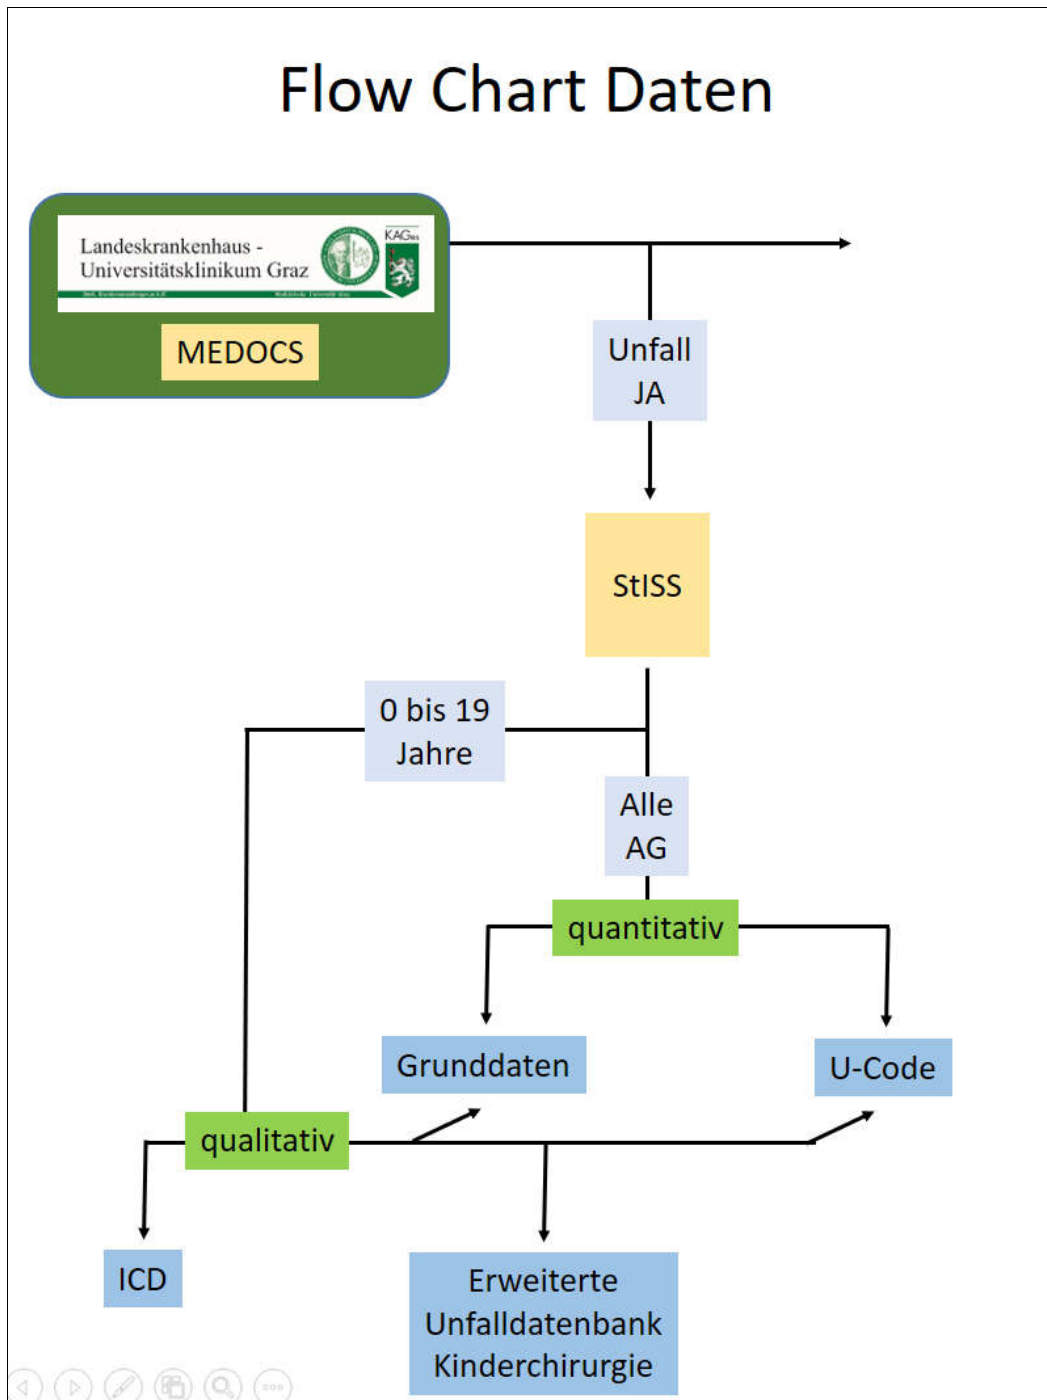 Flow Chart Daten
Landeskrankenhaus -
Universitätsklinikum Graz
KAGes
MEDOCS
Unfall
JA
StISS
0 bis 19
Jahre
Alle
AG
quantitativ
Grunddaten
U-Code
qualitativ
ICD
Erweiterte
Unfalldatenbank
Kinderchirurgie